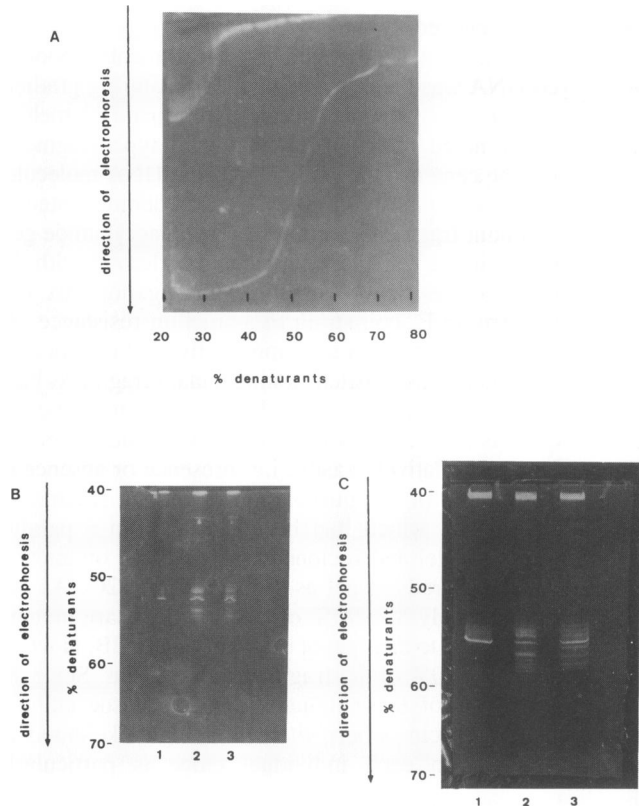 A
direction of electrophoresis
20 30 40 50 60 70 80
% denaturants
B
direction of electrophoresis
% denaturants
40-
50-
60-
70-
1 2 3
C
direction of electrophoresis
% denaturants
40-
50-
60-
70-
1 2 3